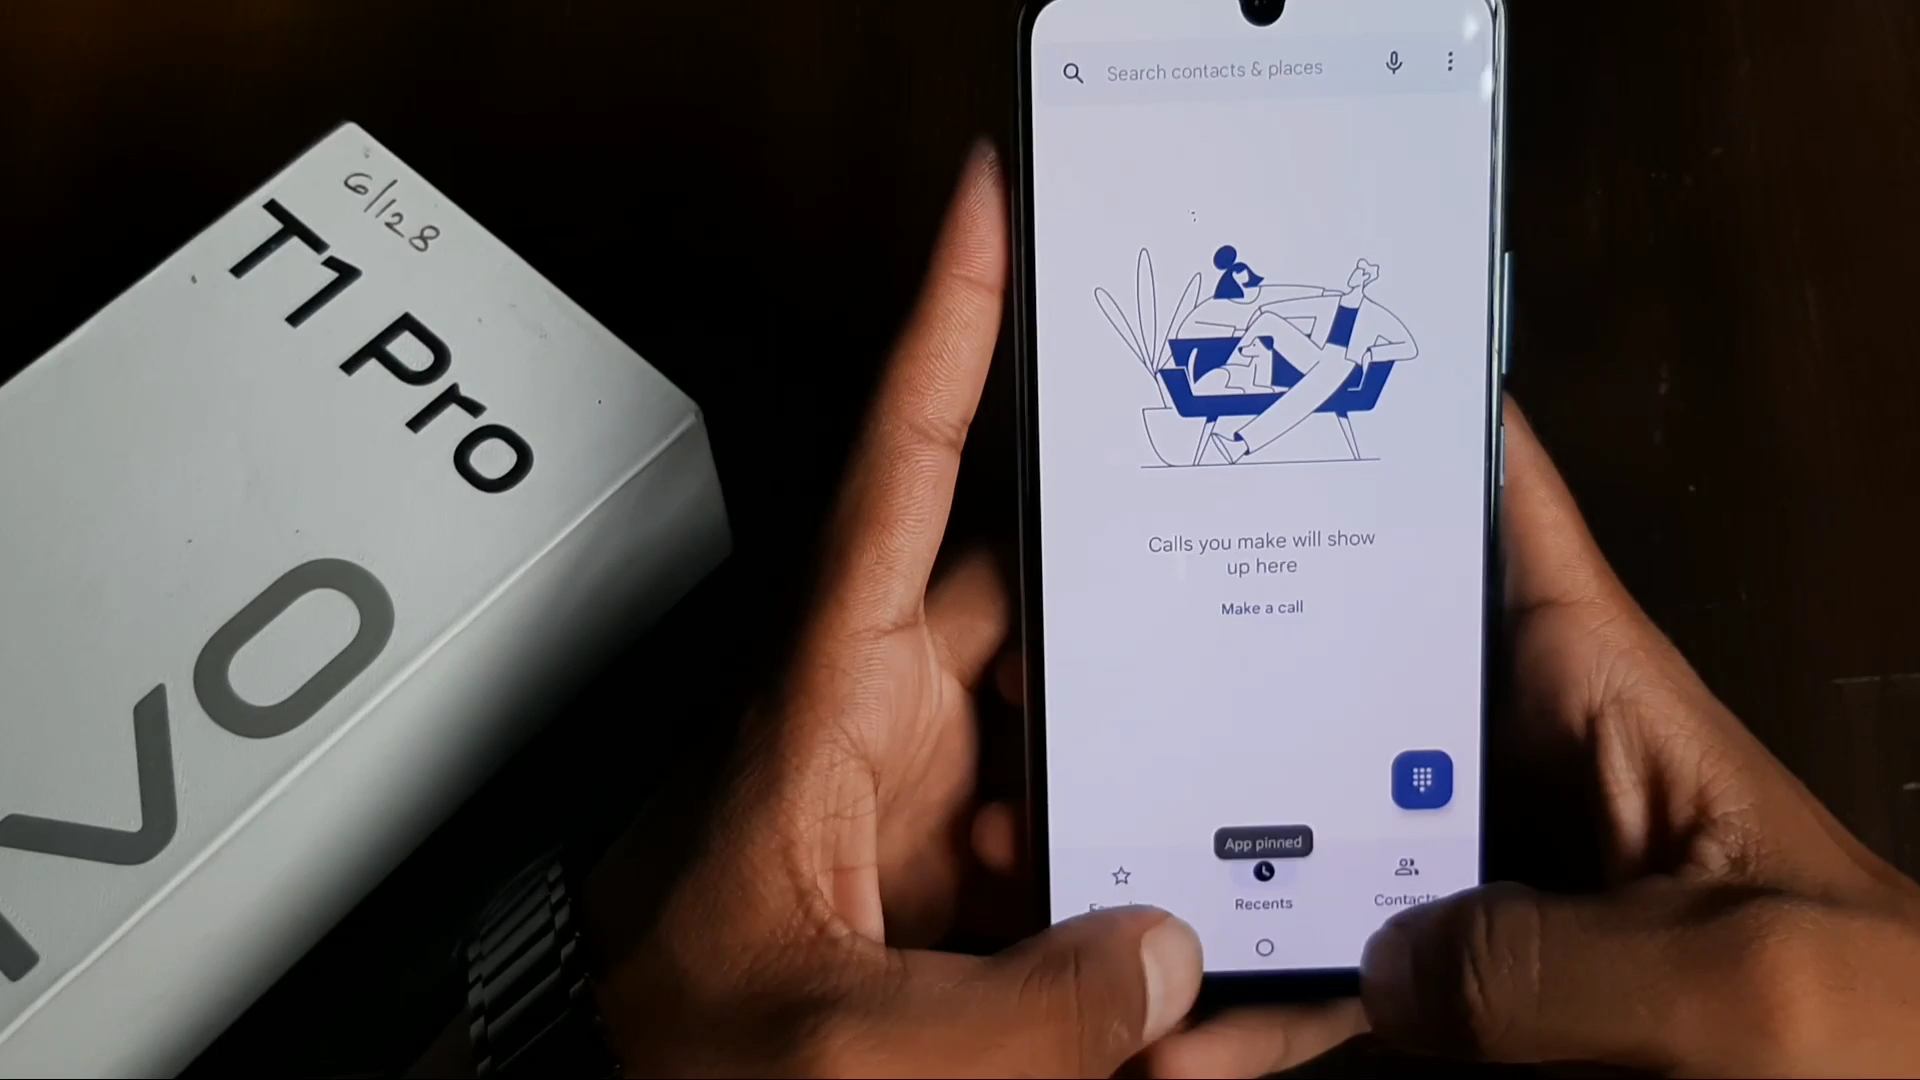 6/128
T1 Pro
vivo
Search contacts & places
Calls you make will show
up here
Make a call
App pinned
Recents
Contacts